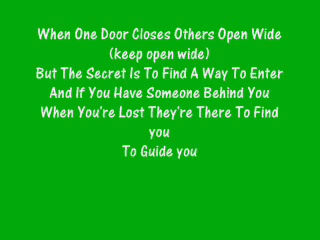 When One Door Closes Others Open Wide
(keep open wide)
But The Secret Is To Find A Way To Enter
And If You Have Someone Behind You
When You're Lost They're There To Find
you
To Guide you